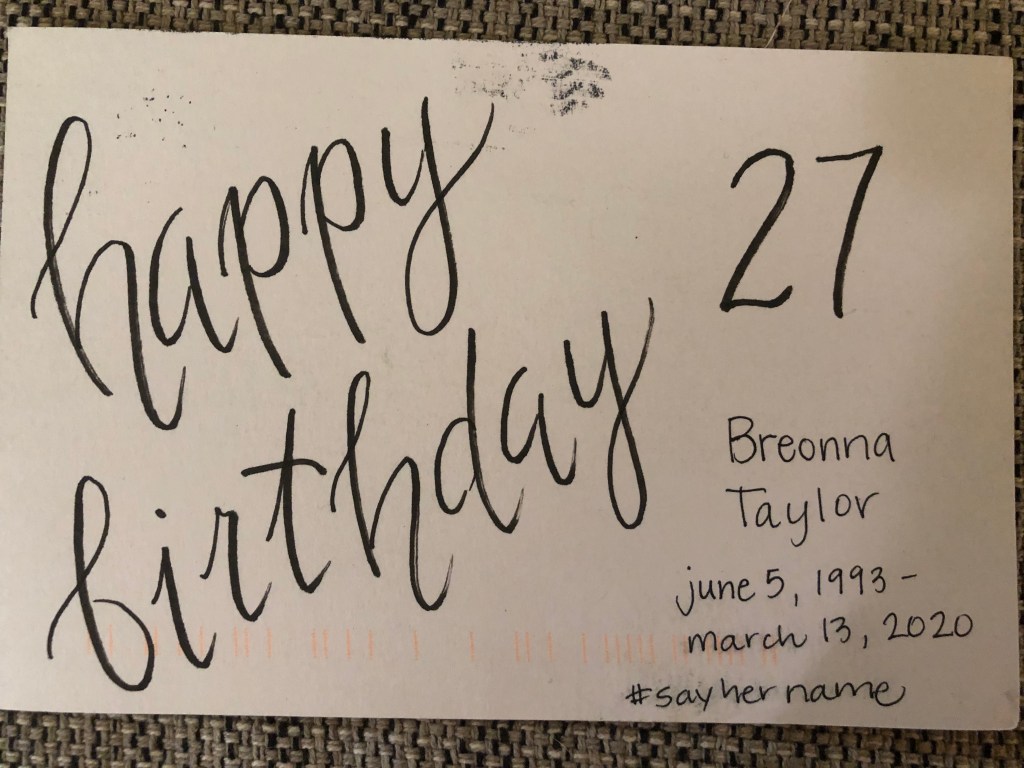 happy
birthday
27
Breonna
Taylor
june 5, 1993 -
march 13, 2020
#sayhername